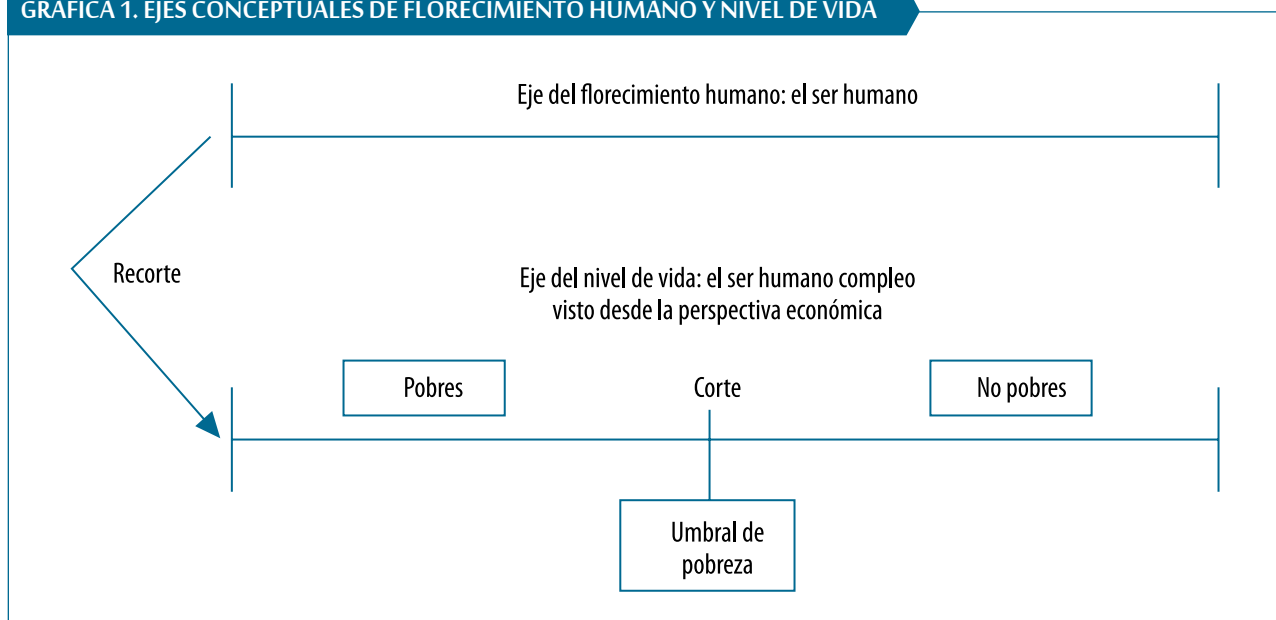 GRÁFICA 1. EJES CONCEPTUALES DE FLORECIMIENTO HUMANO Y NIVEL DE VIDA
Eje del florecimiento humano: el ser humano
Recorte
Eje del nivel de vida: el ser humano compleo
visto desde la perspectiva económica
Pobres
Corte
No pobres
Umbral de
pobreza